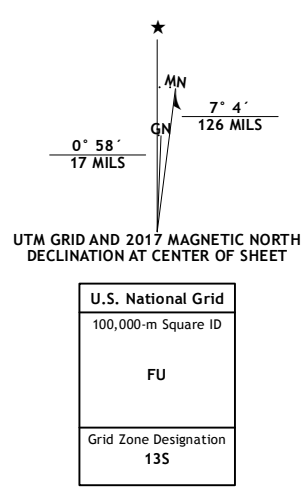 ★
MN
7° 4´
126 MILS
GN
0° 58´
17 MILS
UTM GRID AND 2017 MAGNETIC NORTH
DECLINATION AT CENTER OF SHEET
U.S. National Grid
100,000-m Square ID
FU
Grid Zone Designation
13S